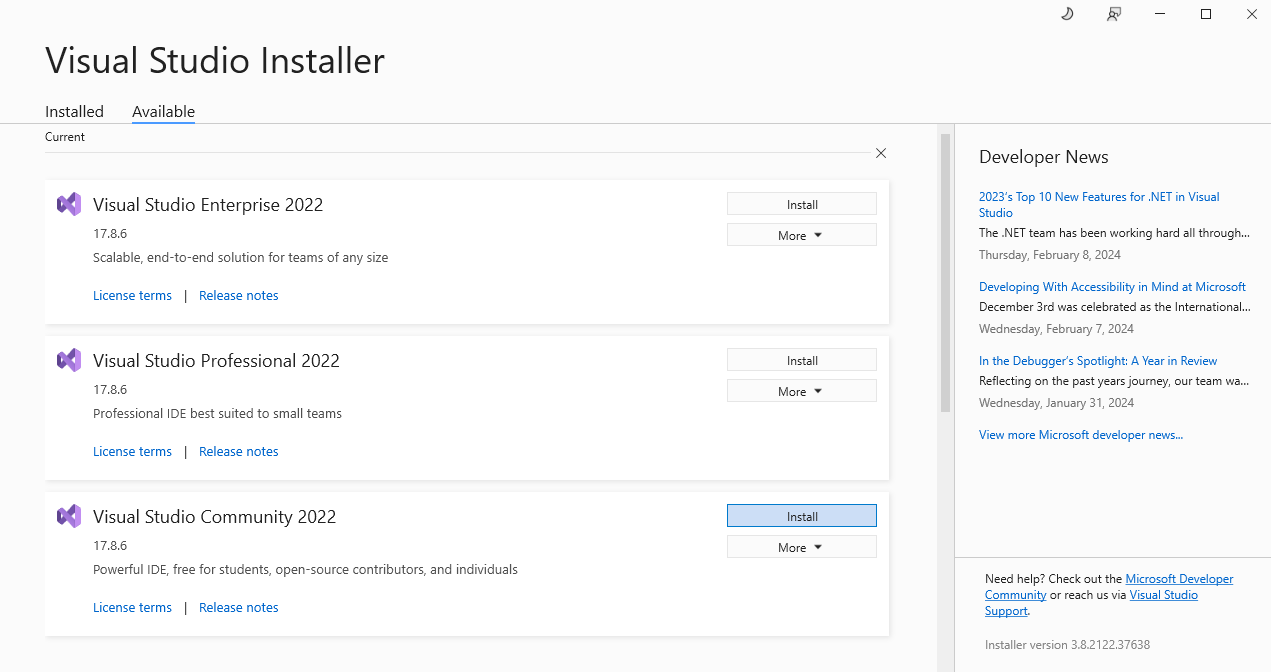 Visual Studio Installer
Installed
Available
Current
Visual Studio Enterprise 2022
17.8.6
Scalable, end-to-end solution for teams of any size
License terms | Release notes
Install
More
Visual Studio Professional 2022
17.8.6
Professional IDE best suited to small teams
License terms | Release notes
Install
More
Visual Studio Community 2022
17.8.6
Powerful IDE, free for students, open-source contributors, and individuals
License terms | Release notes
Install
More
Developer News
2023's Top 10 New Features for .NET in Visual
Studio
The .NET team has been working hard all through...
Thursday, February 8, 2024
Developing With Accessibility in Mind at Microsoft
December 3rd was celebrated as the International...
Wednesday, February 7, 2024
In the Debugger's Spotlight: A Year in Review
Reflecting on the past years journey, our team wa...
Wednesday, January 31, 2024
View more Microsoft developer news...
Need help? Check out the Microsoft Developer
Community or reach us via Visual Studio
Support.
Installer version 3.8.2122.37638